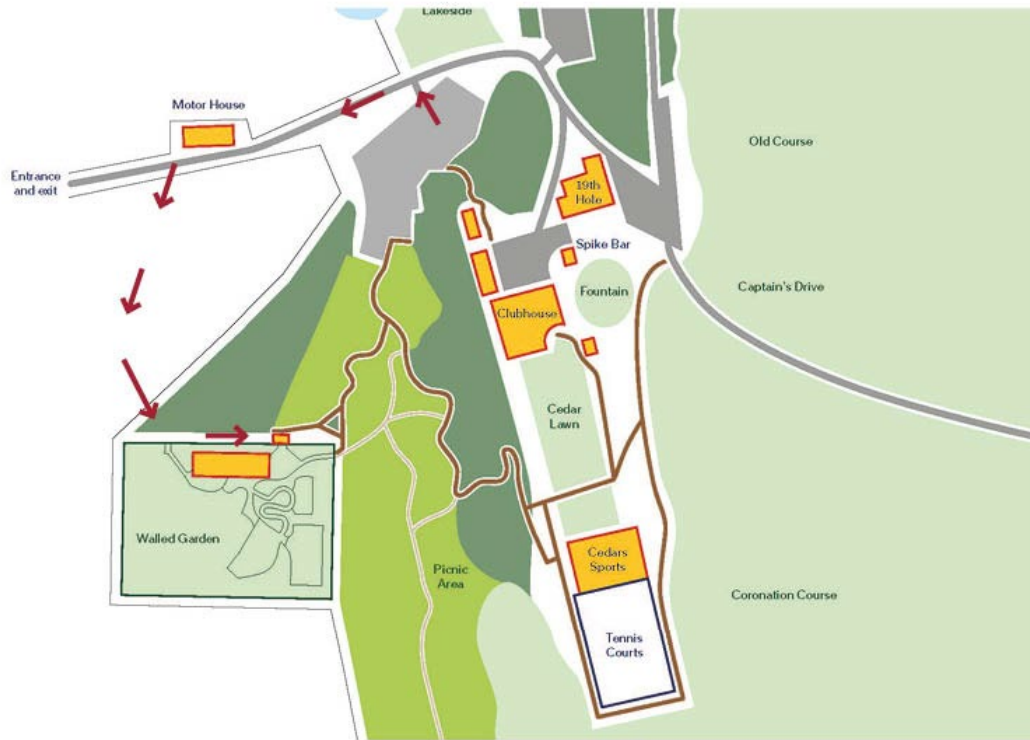 Lakeside
Motor House
Entrance
and exit
Old Course
19th
Hole
Spike Bar
Fountain
Captain's Drive
Clubhouse
Cedar
Lawn
Walled Garden
Cedars
Sports
Picnic
Area
Coronation Course
Tennis
Courts